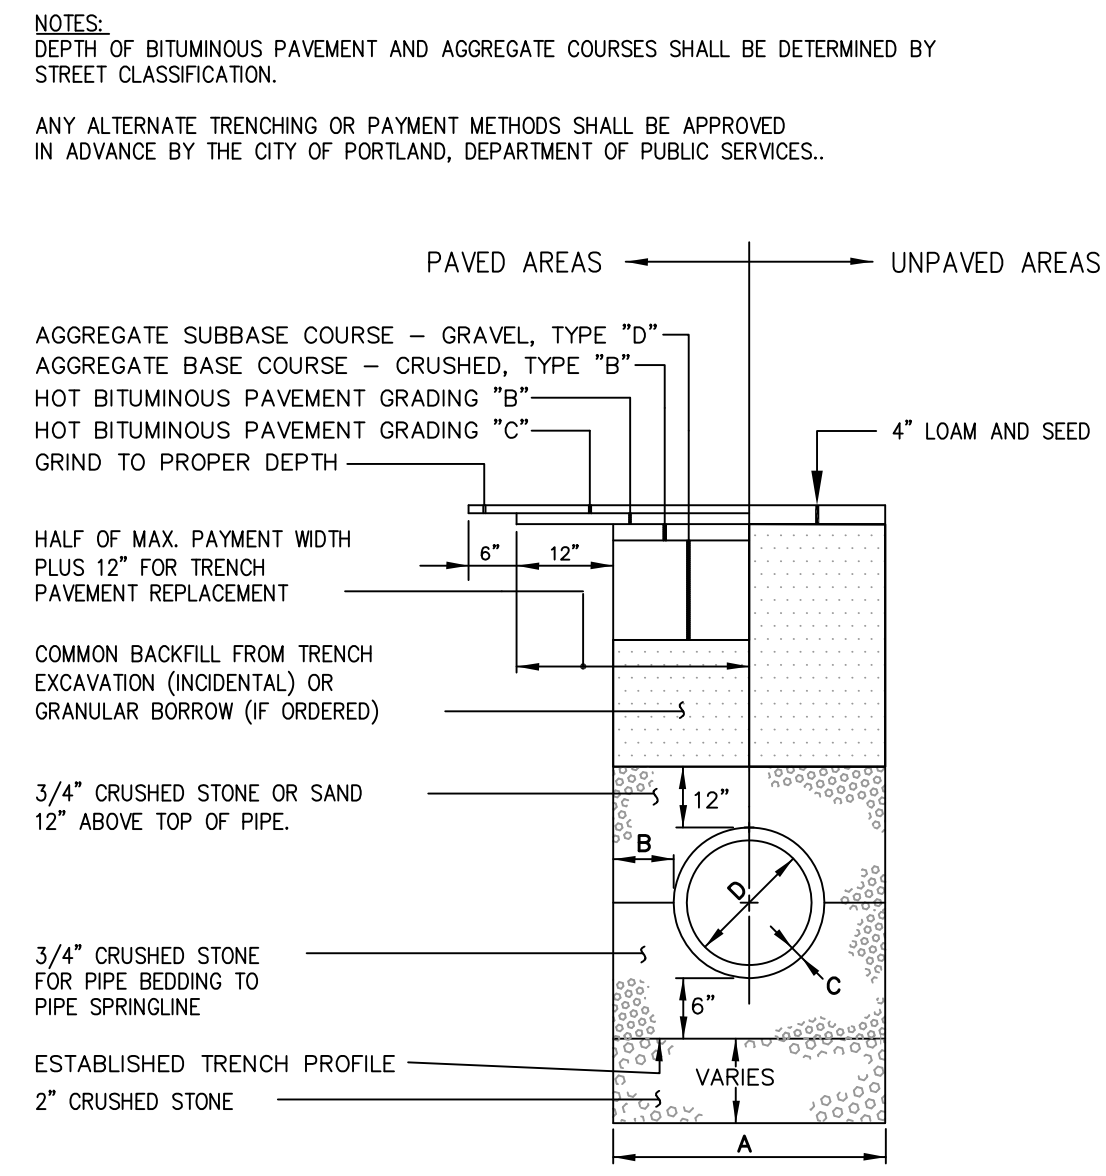 NOTES:
DEPTH OF BITUMINOUS PAVEMENT AND AGGREGATE COURSES SHALL BE DETERMINED BY
STREET CLASSIFICATION.
ANY ALTERNATE TRENCHING OR PAYMENT METHODS SHALL BE APPROVED
IN ADVANCE BY THE CITY OF PORTLAND, DEPARTMENT OF PUBLIC SERVICES..
PAVED AREAS
UNPAVED AREAS
AGGREGATE SUBBASE COURSE – GRAVEL, TYPE "D"
AGGREGATE BASE COURSE – CRUSHED, TYPE "B"
HOT BITUMINOUS PAVEMENT GRADING "B"
HOT BITUMINOUS PAVEMENT GRADING "C"
4" LOAM AND SEED
GRIND TO PROPER DEPTH
HALF OF MAX. PAYMENT WIDTH
PLUS 12" FOR TRENCH
PAVEMENT REPLACEMENT
6"
12"
COMMON BACKFILL FROM TRENCH
EXCAVATION (INCIDENTAL) OR
GRANULAR BORROW (IF ORDERED)
3/4" CRUSHED STONE OR SAND
12" ABOVE TOP OF PIPE.
12"
B
D
3/4" CRUSHED STONE
FOR PIPE BEDDING TO
PIPE SPRINGLINE
C
6"
ESTABLISHED TRENCH PROFILE
VARIES
2" CRUSHED STONE
A